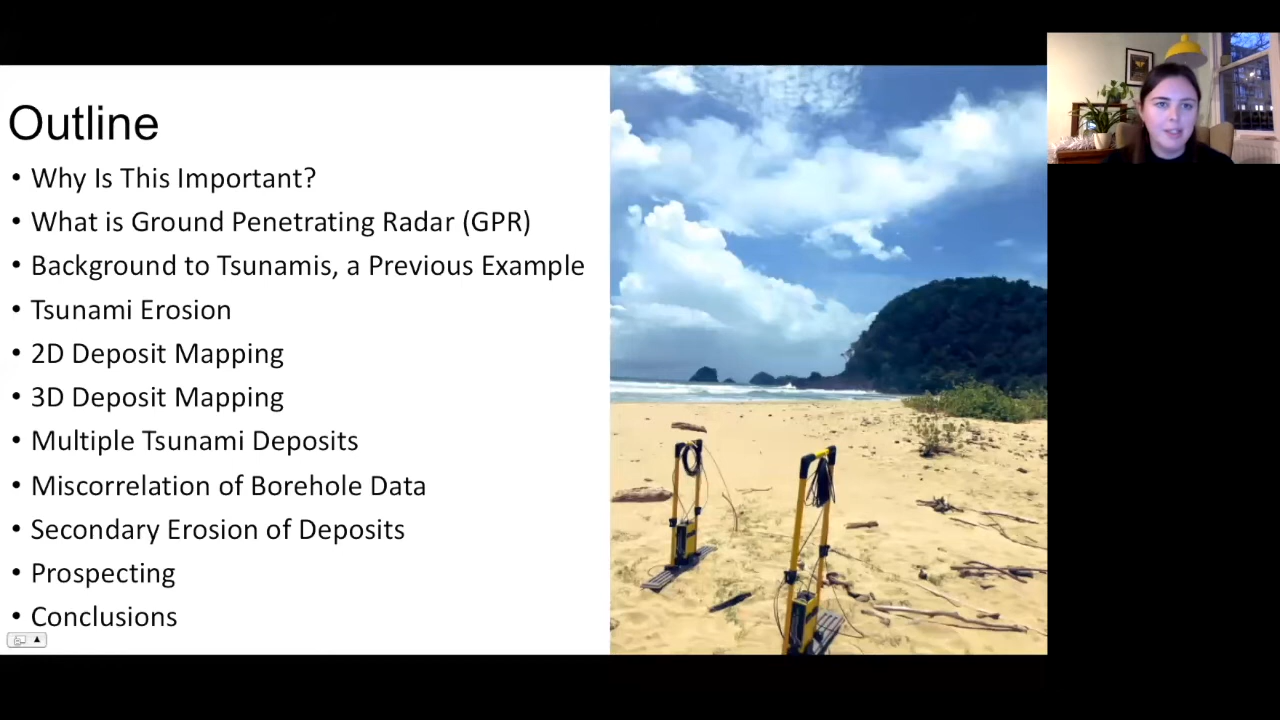 Outline
• Why Is This Important?
• What is Ground Penetrating Radar (GPR)
• Background to Tsunamis, a Previous Example
• Tsunami Erosion
• 2D Deposit Mapping
• 3D Deposit Mapping
• Multiple Tsunami Deposits
• Miscorrelation of Borehole Data
• Secondary Erosion of Deposits
• Prospecting
• Conclusions